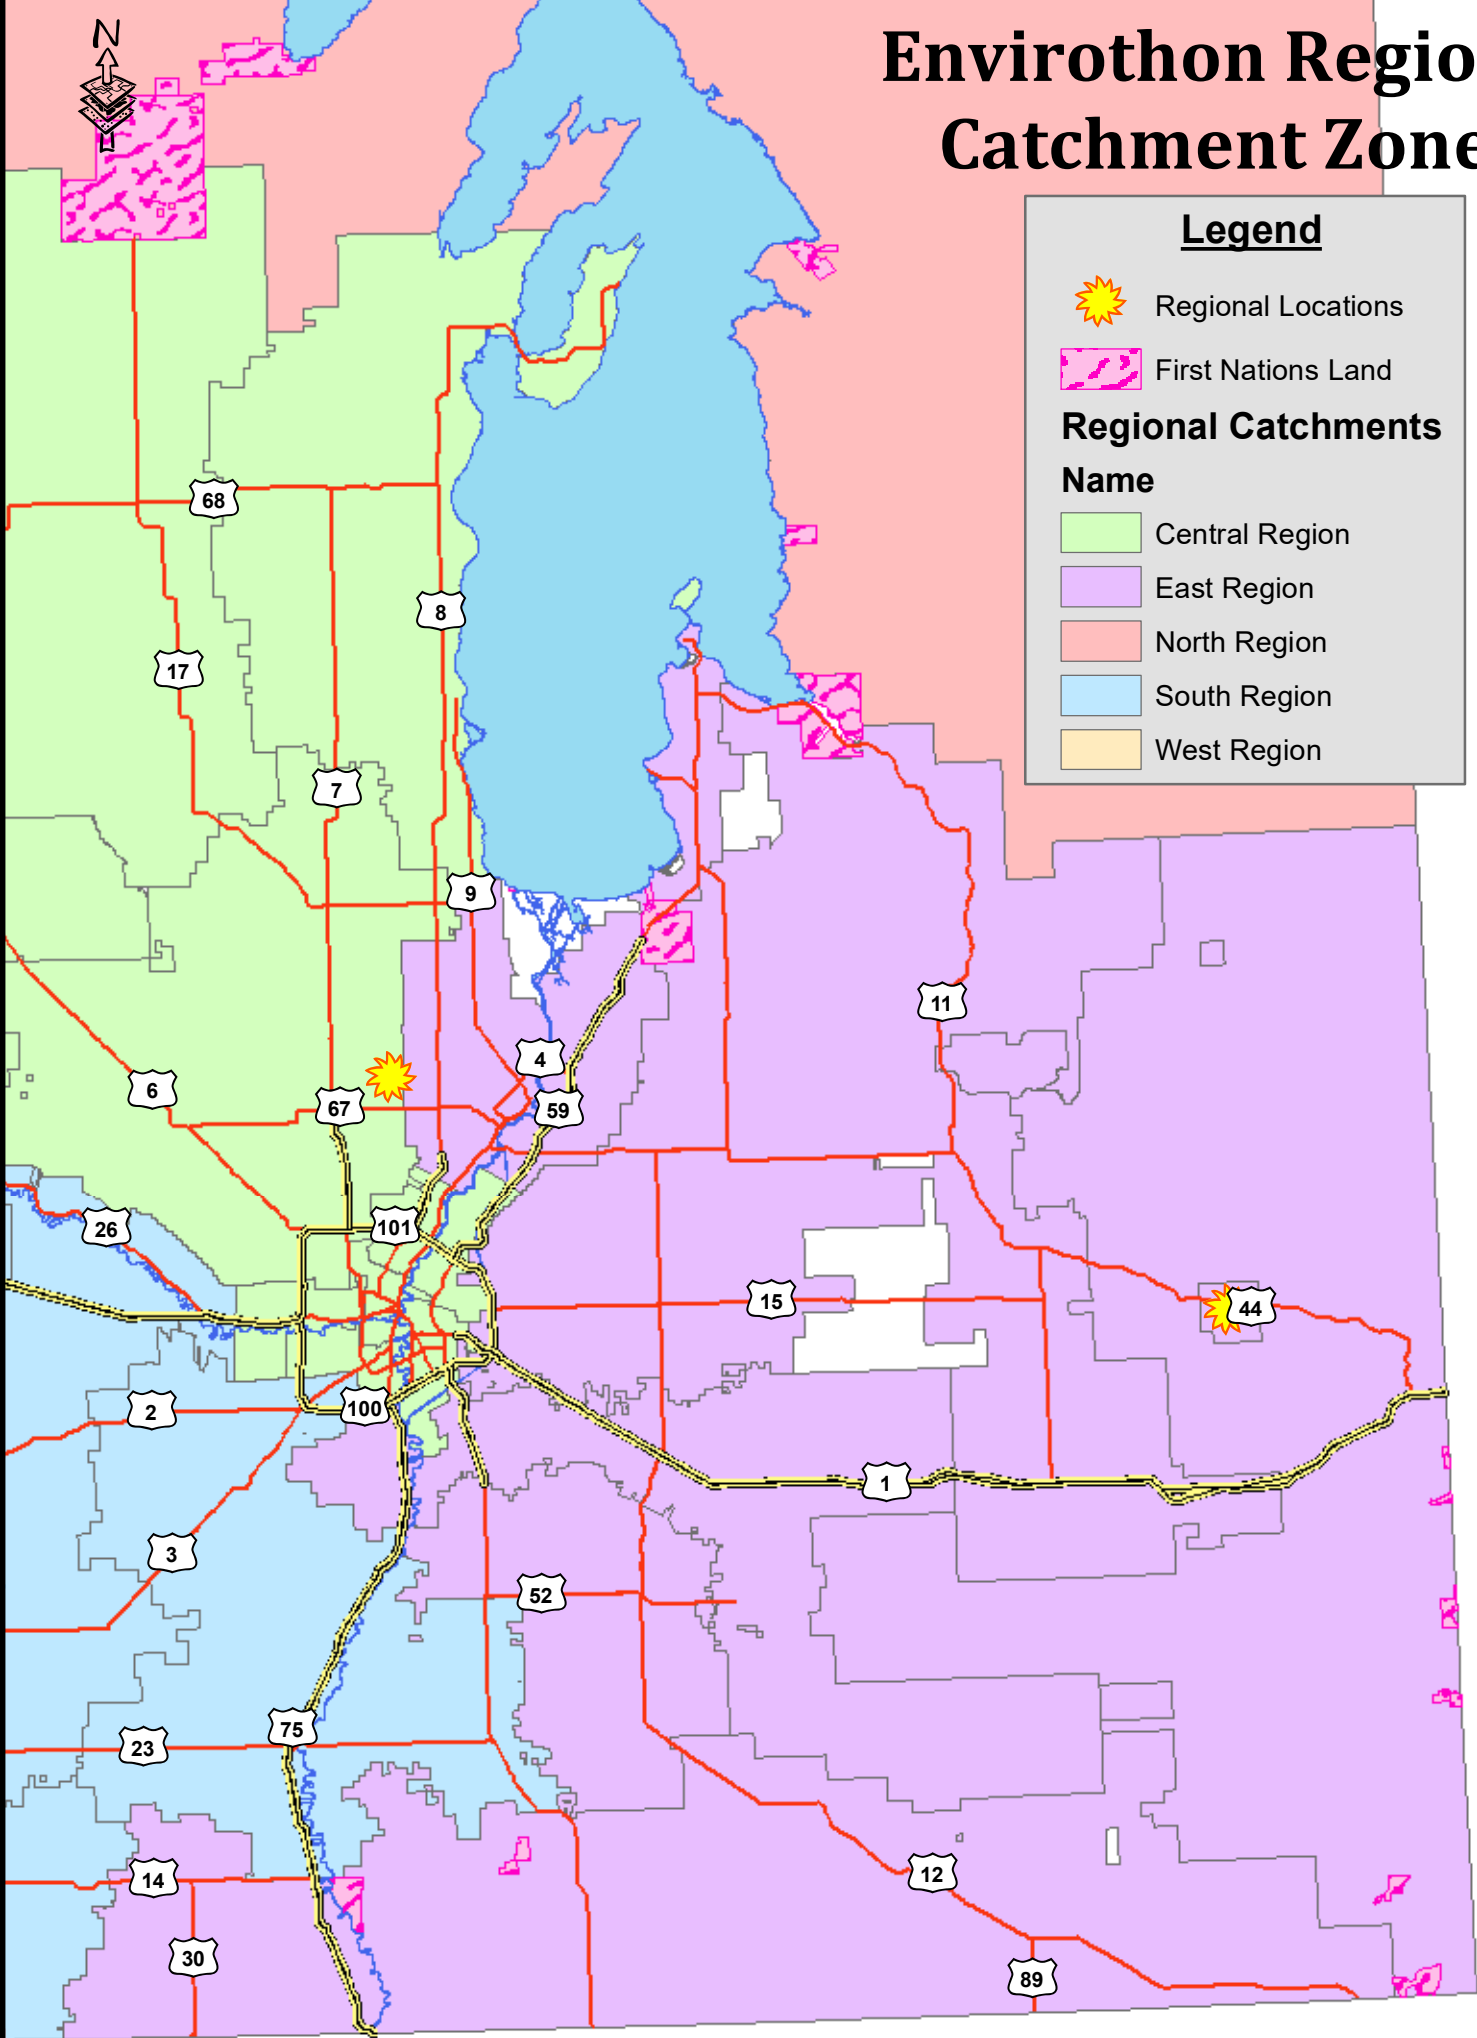 N
Envirothon Regio
Catchment Zone
Legend
Regional Locations
First Nations Land
Regional Catchments
Name
Central Region
East Region
North Region
South Region
West Region
68
8
17
7
9
11
4
6
67
59
26
101
15
44
2
100
1
3
52
75
23
14
12
30
89